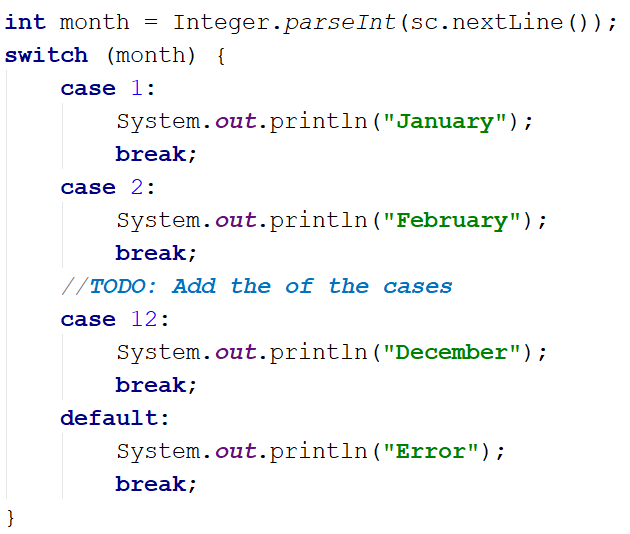 int month = Integer.parseInt(sc.nextLine());
switch (month) {
    case 1:
        System.out.println("January");
        break;
    case 2:
        System.out.println("February");
        break;
    //TODO: Add the of the cases
    case 12:
        System.out.println("December");
        break;
    default:
        System.out.println("Error");
        break;
}